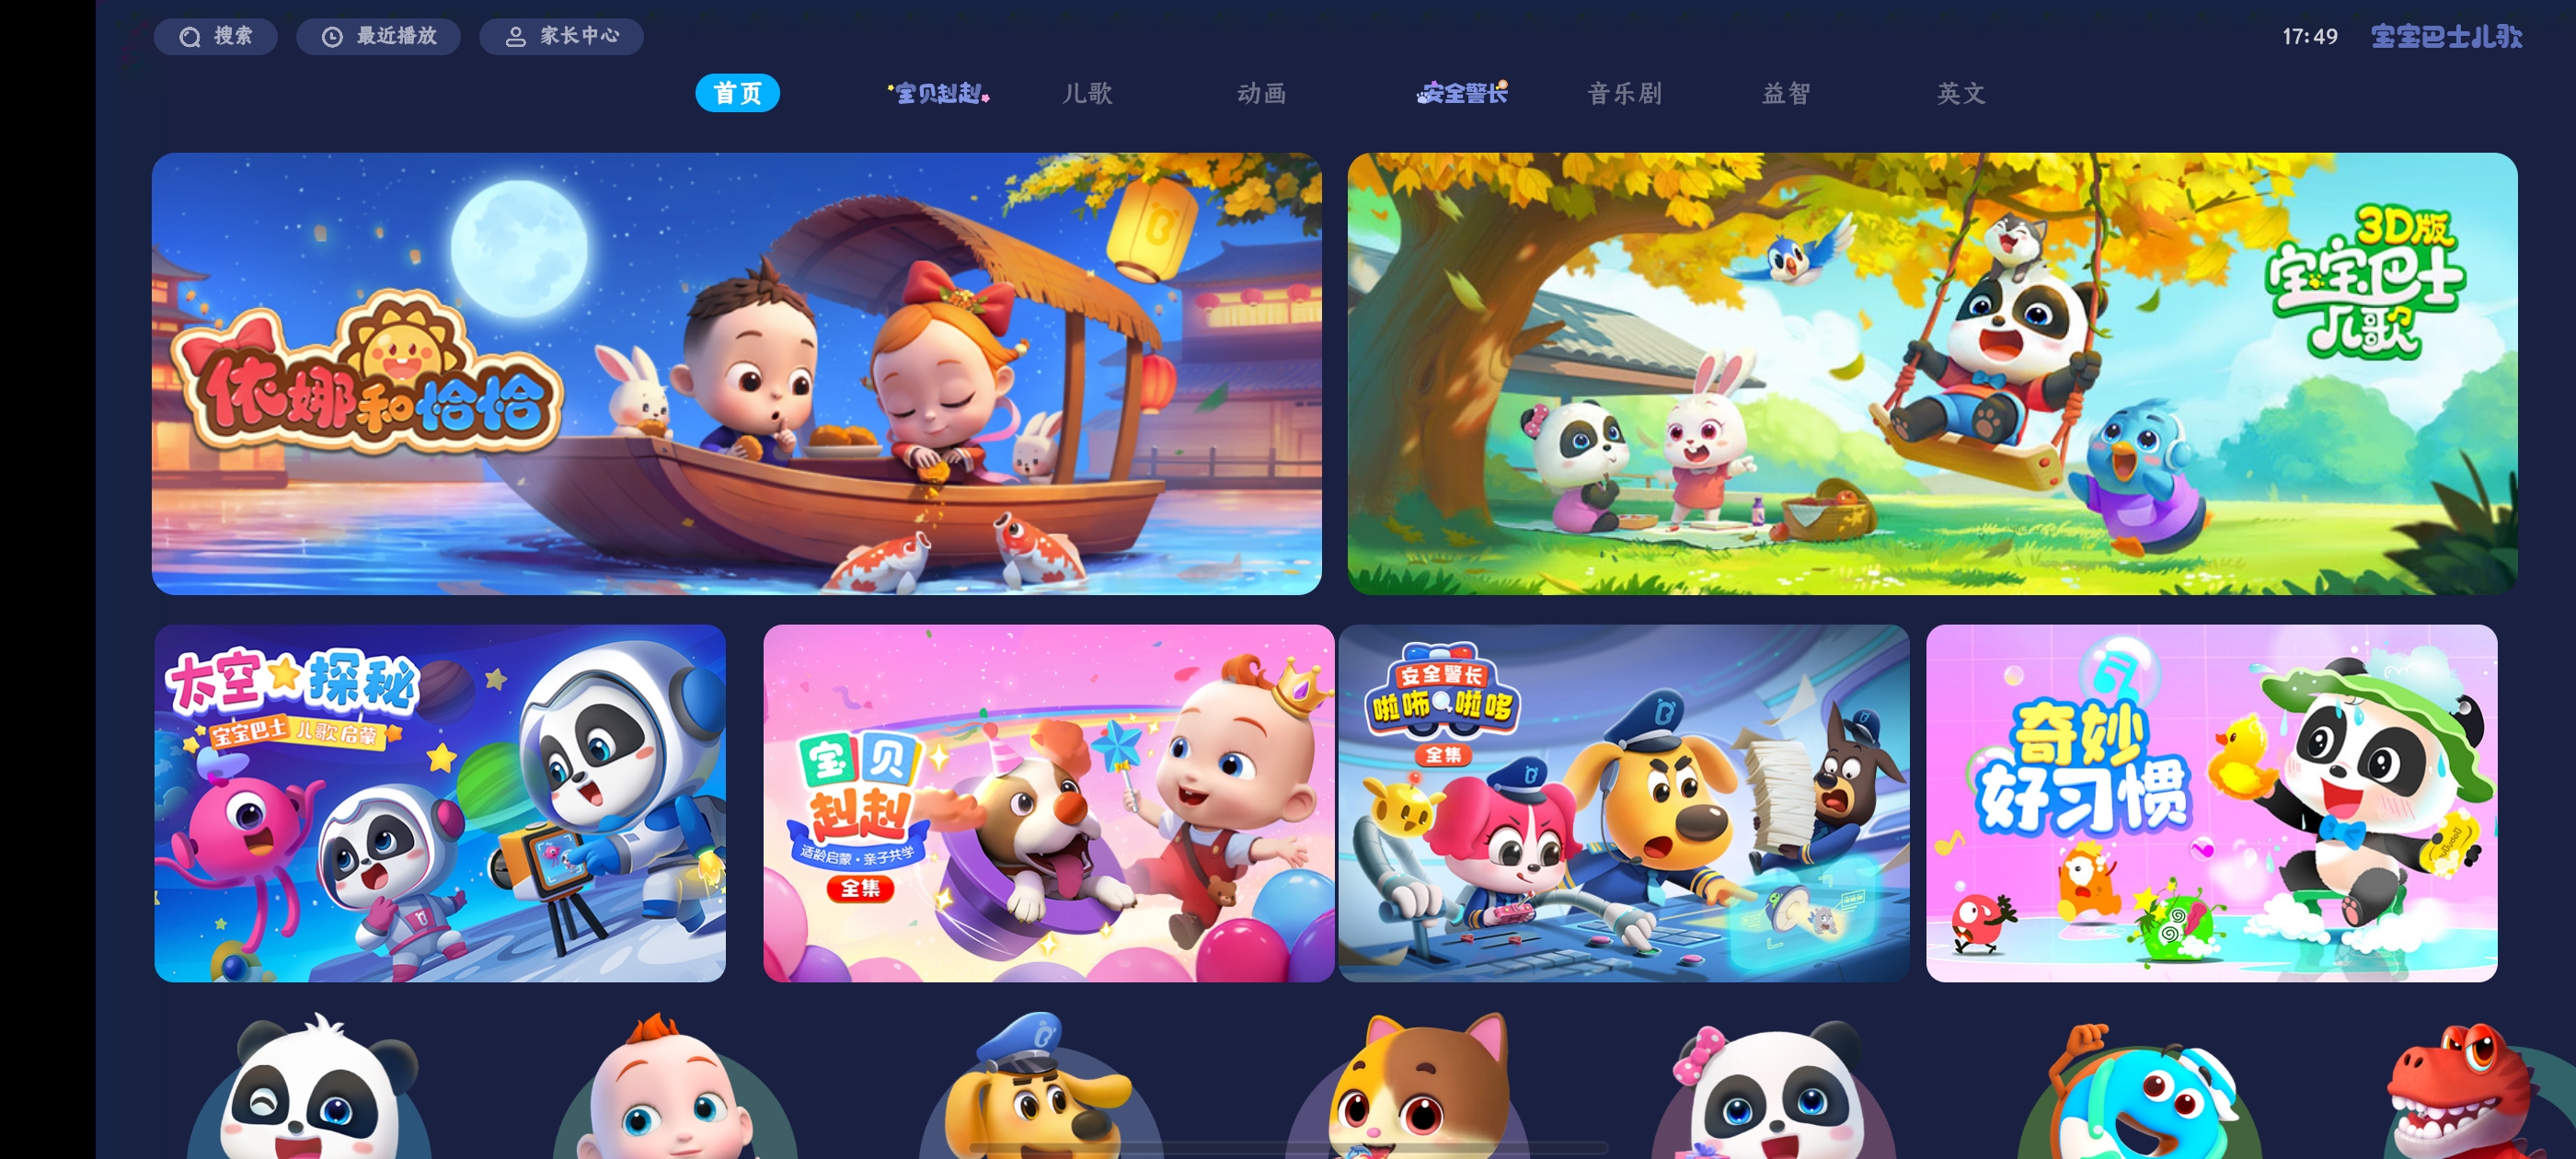 搜索
最近播放
家长中心
17:49
宝宝巴士儿歌
首页
宝贝赳赳
儿歌
动画
安全警长
音乐剧
益智
英文
依娜和恰恰
3D版
宝宝巴士
儿歌
太空探秘
宝宝巴士 儿歌启蒙
宝贝
赳赳
适龄启蒙·亲子共学
全集
安全警长
啦咘啦哆
全集
奇妙
好习惯